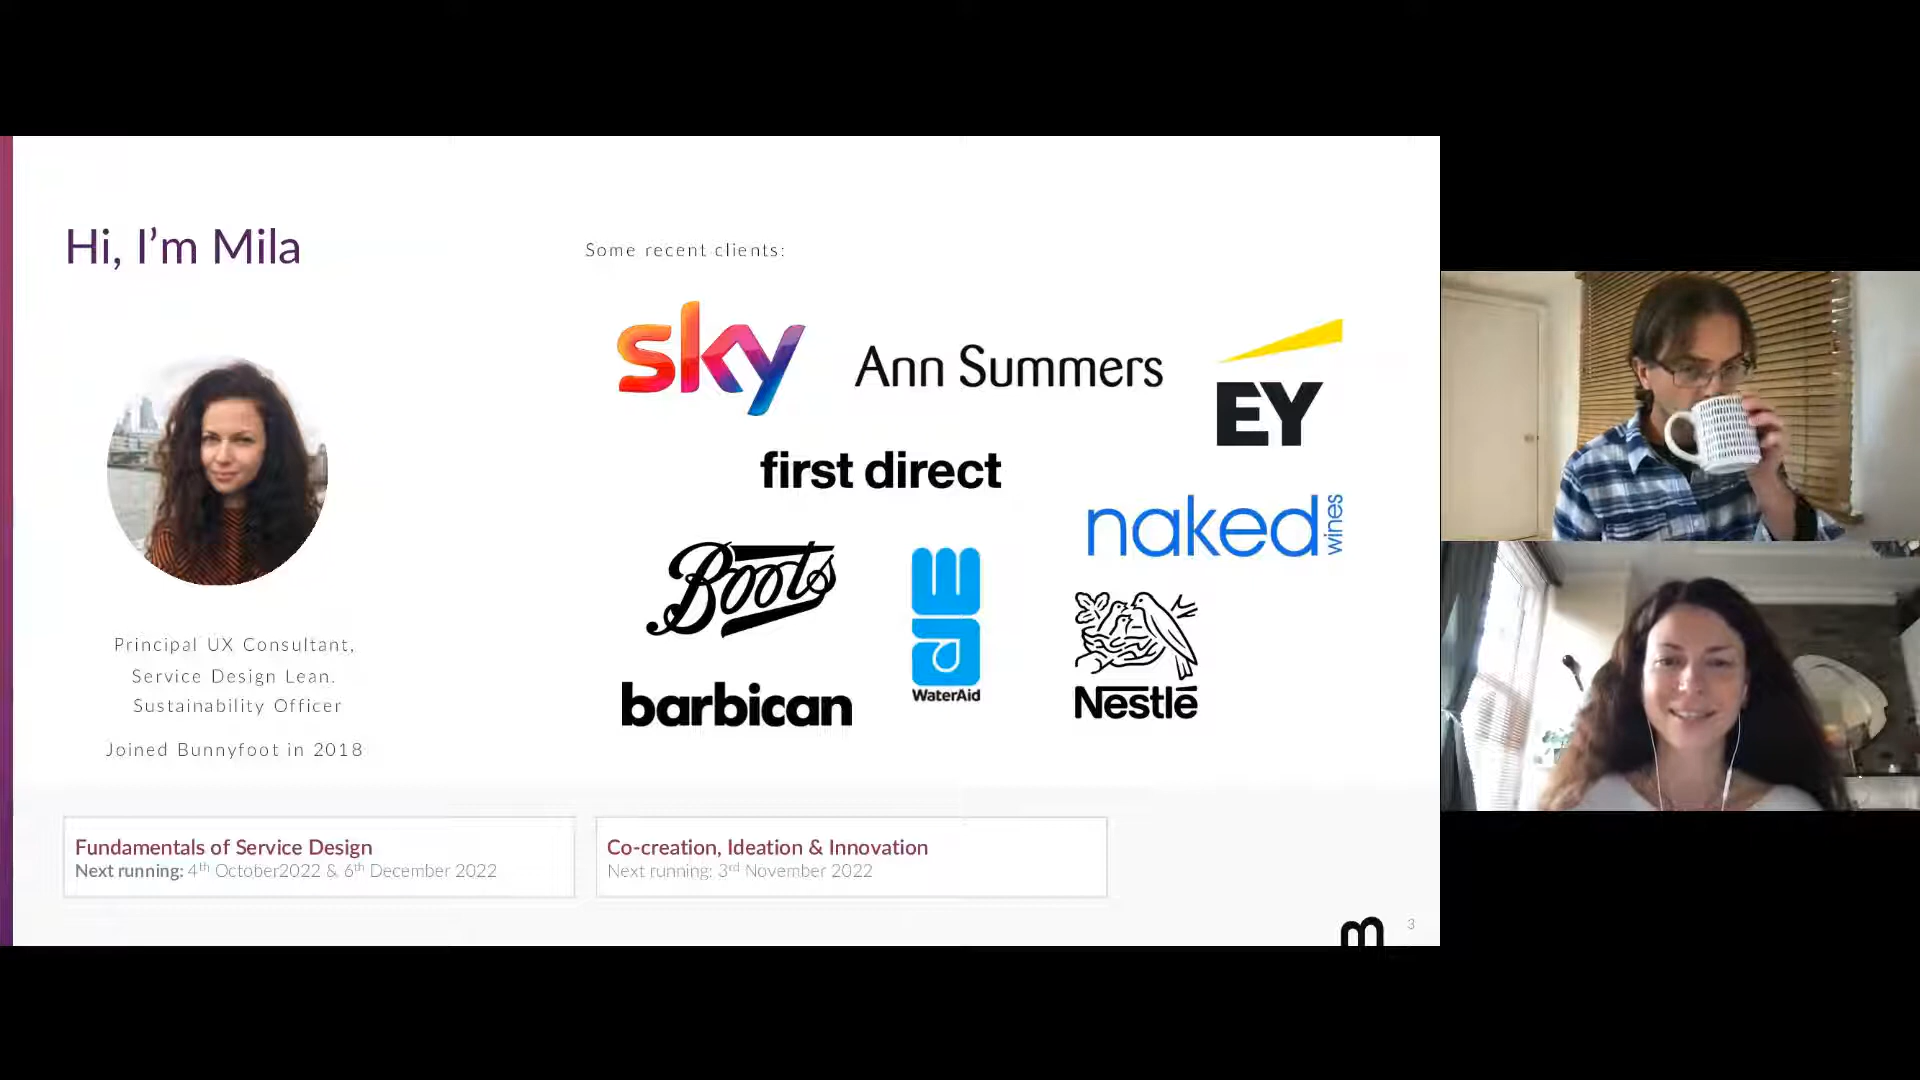 Hi, I’m Mila
Some recent clients:
sky
Ann Summers
EY
first direct
naked wines
Boots
WaterAid
Nestlé
barbican
Principal UX Consultant,
Service Design Lean.
Sustainability Officer
Joined Bunnyfoot in 2018
Fundamentals of Service Design
Next running: 4th October2022 & 6th December 2022
Co-creation, Ideation & Innovation
Next running: 3rd November 2022
3